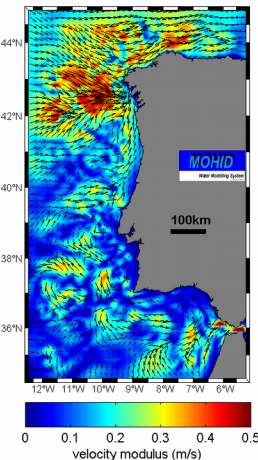 44°N
42°N
MOHID
Water Modelling System
40°N
100km
38°N
36°N
12°W 11°W 10°W 9°W 8°W 7°W 6°W
0 0.1 0.2 0.3 0.4 0.5
velocity modulus (m/s)